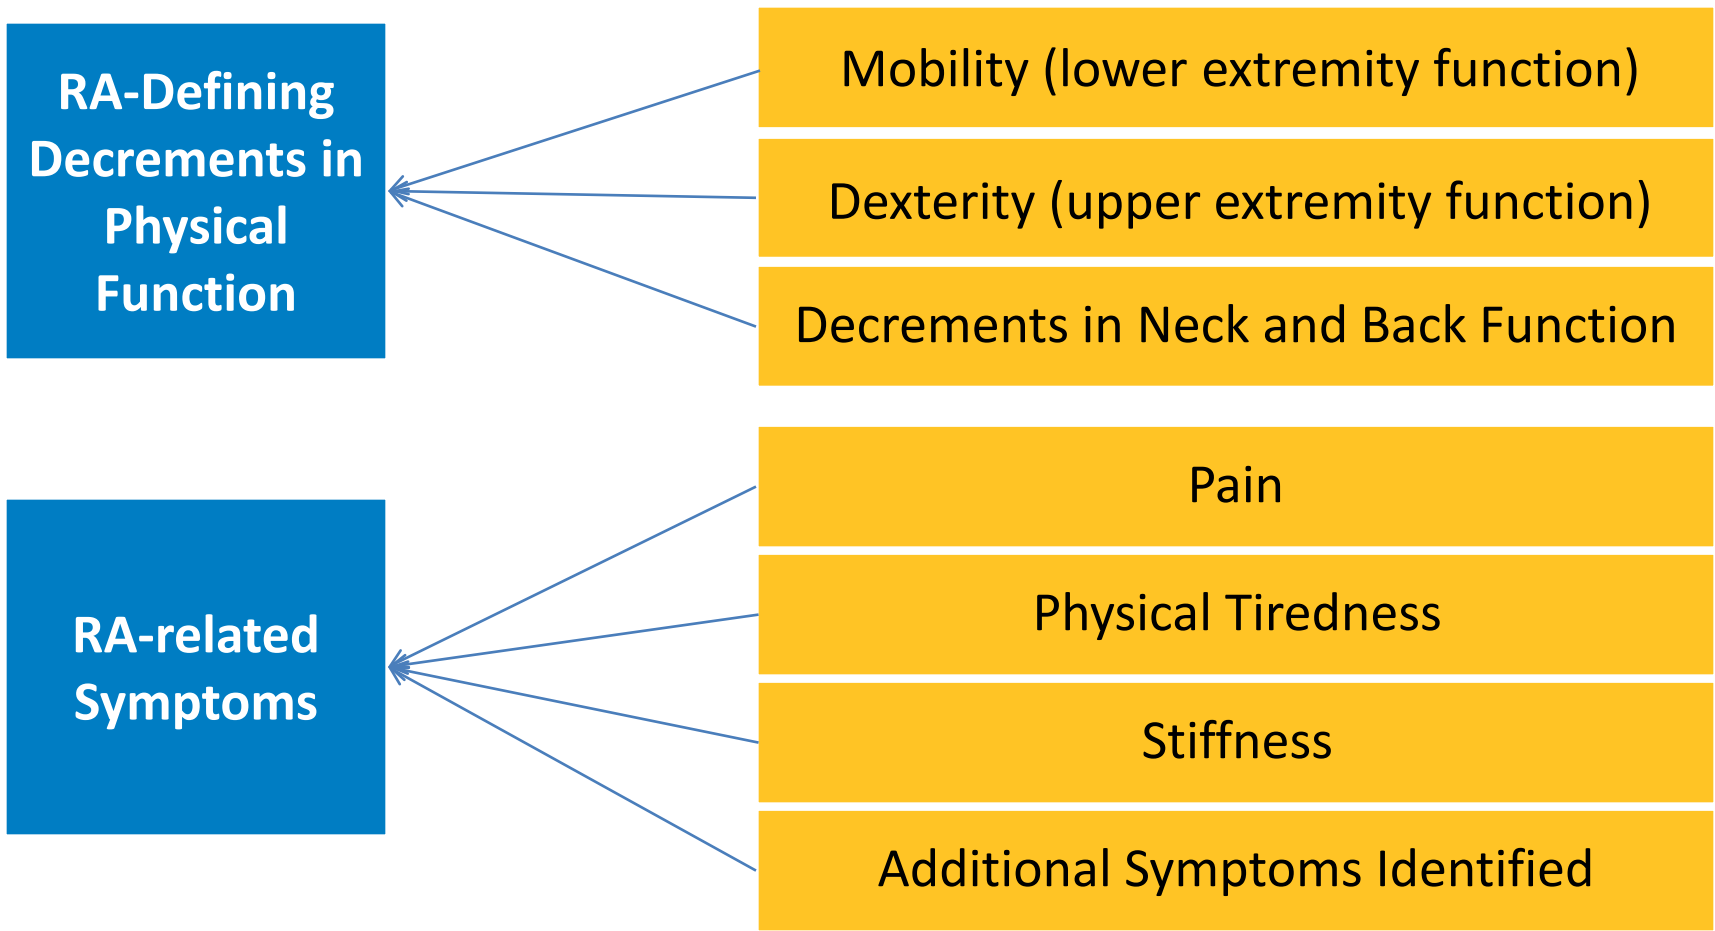 RA-Defining
Decrements in
Physical
Function
Mobility (lower extremity function)
Dexterity (upper extremity function)
Decrements in Neck and Back Function
RA-related
Symptoms
Pain
Physical Tiredness
Stiffness
Additional Symptoms Identified